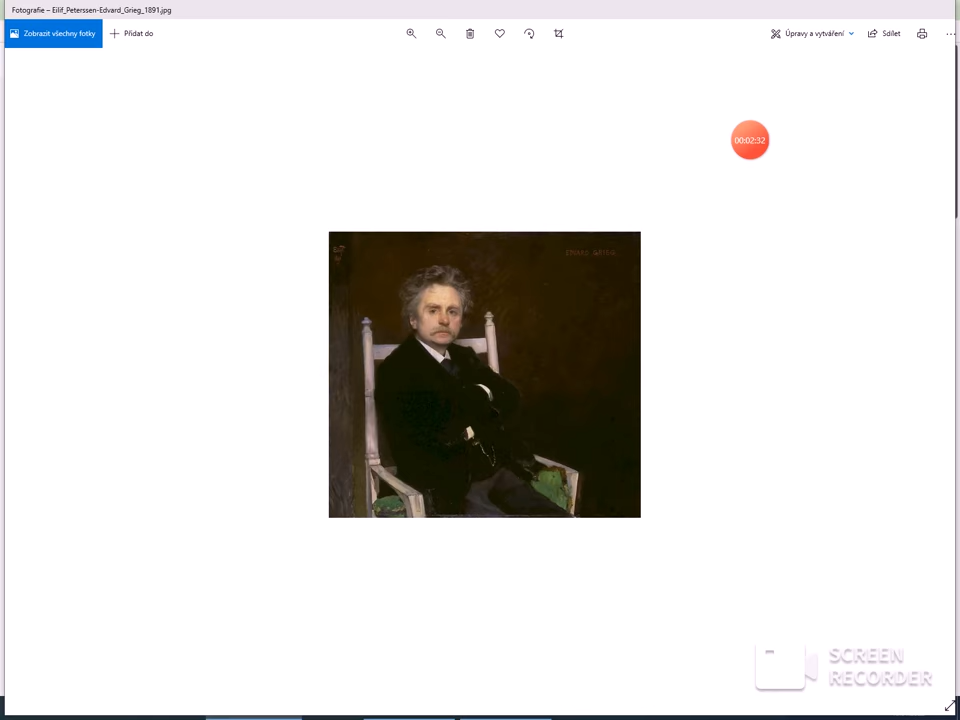 Fotografie – Eilif_Peterssen-Edvard_Grieg_1891.jpg
Zobrazit všechny fotky
Přidat do
Úpravy a vytváření
Sdílet
00:02:32
EDVARD GRIEG
SCREEN
RECORDER